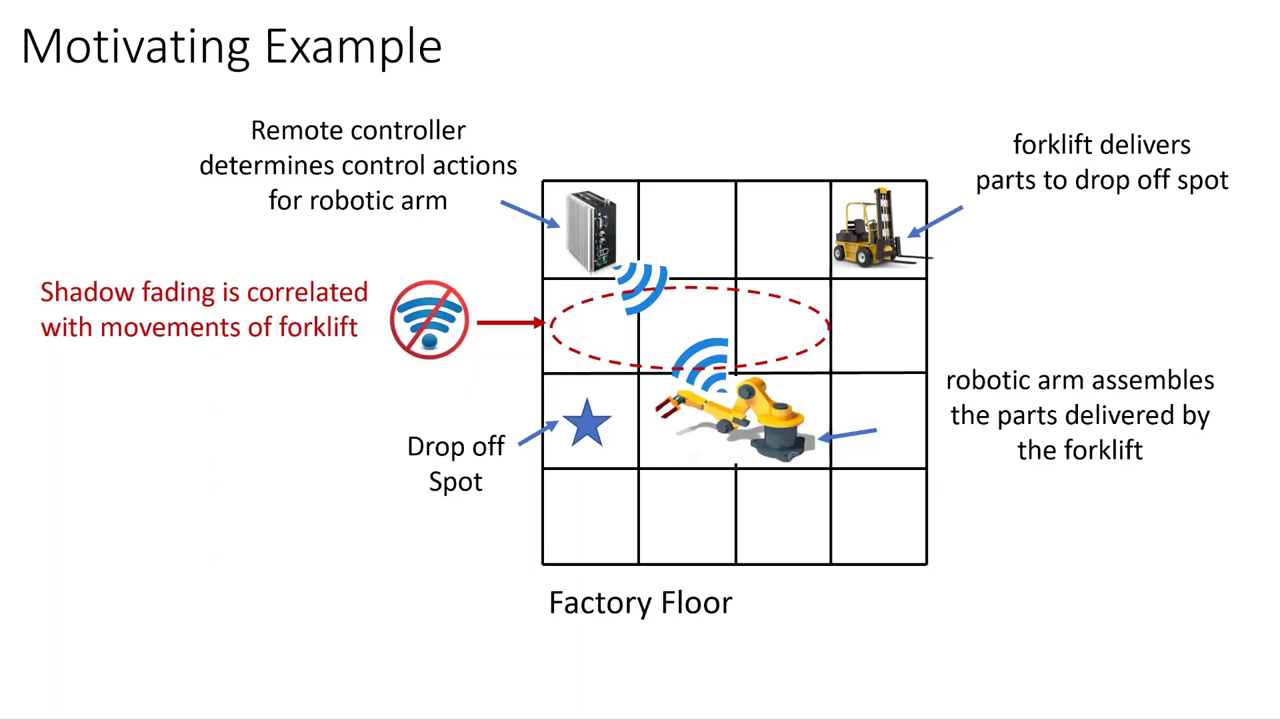 Motivating Example
Remote controller
determines control actions
for robotic arm
forklift delivers
parts to drop off spot
Shadow fading is correlated
with movements of forklift
robotic arm assembles
the parts delivered by
the forklift
Drop off
Spot
Factory Floor